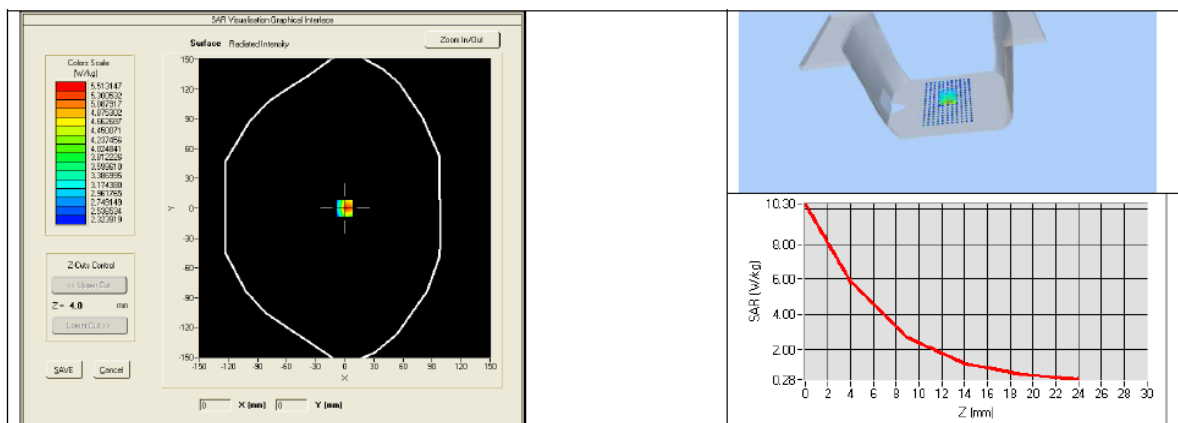 SAR Visualisation Graphical Interface
Surface Radiated Intensity
Zoom In/Out
Colors Scale
(W/kg)
5.513147
5.300532
5.087917
4.875302
4.662687
4.450071
4.237456
4.024841
3.812226
3.599610
3.386995
3.174380
2.961765
2.749149
2.536534
2.323919
Z-Cuts Control
<< Upper Cut
Z = 4.0 mm
Lower Cut >>
SAVE Cancel
150
120
90
60
30
0
-30
-60
-90
-120
-150
Y
-150 -120 -90 -60 -30 0 30 60 90 120 150
X
0 X (mm) 0 Y (mm)
10.30
8.00
6.00
4.00
2.00
0.28
SAR (W/kg)
0 2 4 6 8 10 12 14 16 18 20 22 24 26 28 30
Z (mm)